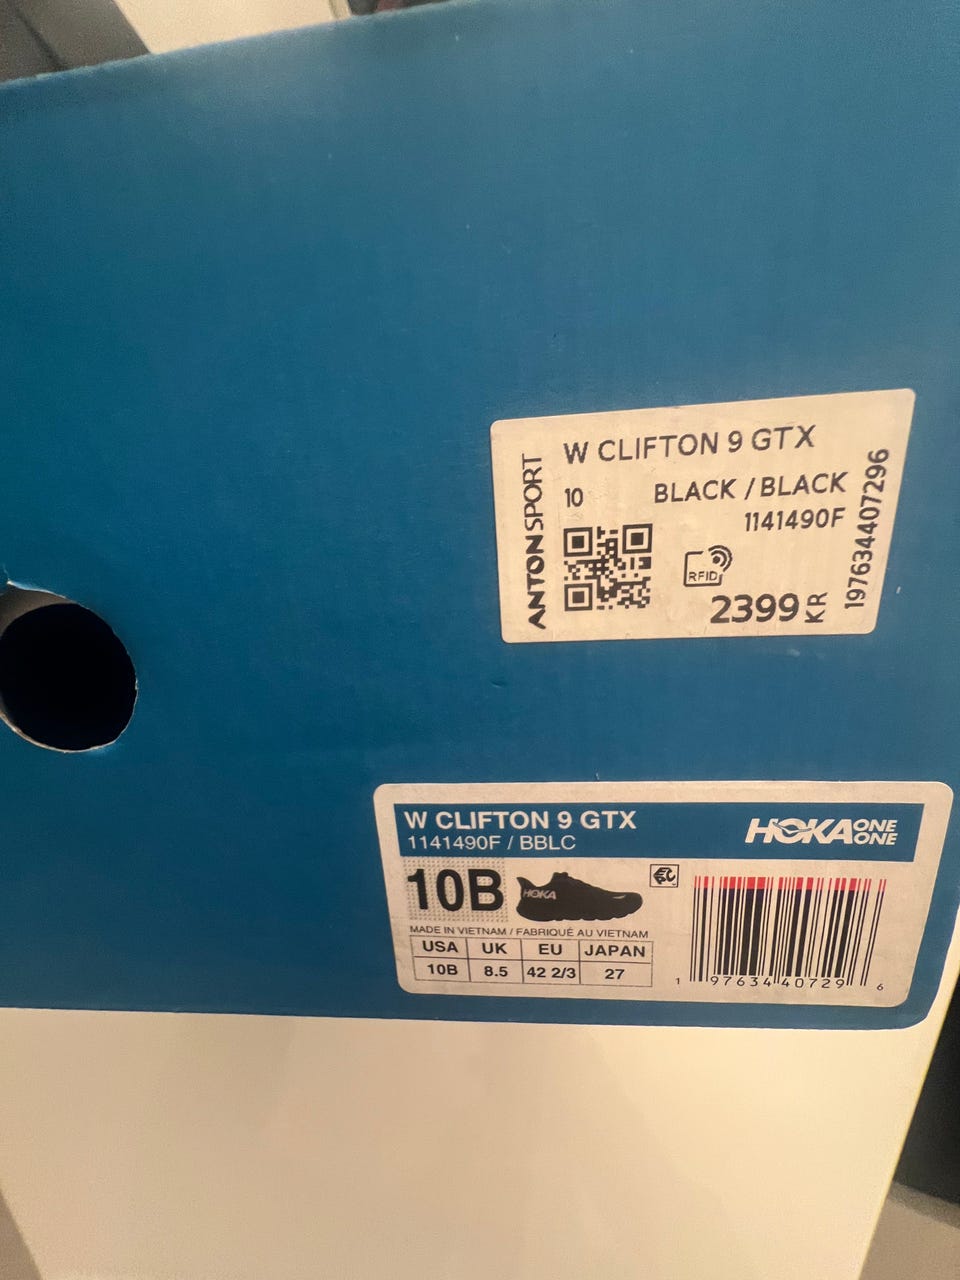 ANTON SPORT
W CLIFTON 9 GTX
10
BLACK / BLACK
1141490F
RFID
2399 KR
197634407296
W CLIFTON 9 GTX
1141490F / BBLC
HOKA ONE ONE
10B
HOKA
MADE IN VIETNAM / FABRIQUÉ AU VIETNAM
USA UK EU JAPAN
10B 8.5 42 2/3 27
1 97634 40729 6